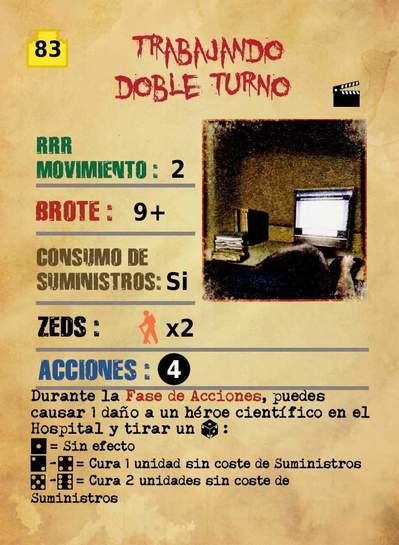 83
TRABAJANDO
DOBLE TURNO
RRR
MOVIMIENTO : 2
BROTE : 9+
CONSUMO DE
SUMINISTROS: Si
ZEDS : x2
ACCIONES : 4
Durante la Fase de Acciones, puedes
causar 1 daño a un héroe científico en el
Hospital y tirar un :
= Sin efecto
- = Cura 1 unidad sin coste de Suministros
- = Cura 2 unidades sin coste de
Suministros